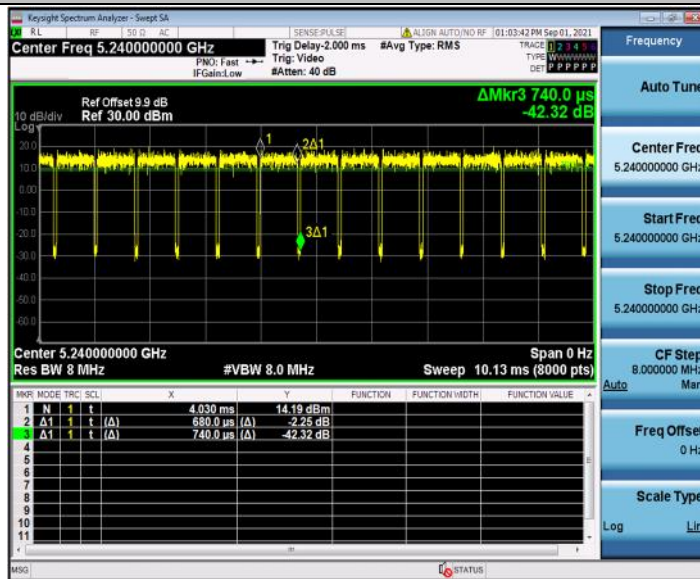 Keysight Spectrum Analyzer - Swept SA
RL RF 50 Ω AC SENSE:PULSE ALIGN AUTO/NO RF 01:03:42 PM Sep 01, 2021
Center Freq 5.240000000 GHz
PNO: Fast
IFGain:Low
Trig Delay-2.000 ms
Trig: Video
#Atten: 40 dB
#Avg Type: RMS
TRACE 1 2 3 4 5 6
TYPE
DET P P P P P P
Ref Offset 9.9 dB
10 dB/div Ref 30.00 dBm
Log
ΔMkr3 740.0 µs
-42.32 dB
20.0
10.0
0.00
-10.0
-20.0
-30.0
-40.0
-50.0
-60.0
1
2Δ1
3Δ1
Center 5.240000000 GHz Span 0 Hz
Res BW 8 MHz #VBW 8.0 MHz Sweep 10.13 ms (8000 pts)
MKR MODE TRC SCL X Y FUNCTION FUNCTION WIDTH FUNCTION VALUE
1 N 1 t 4.030 ms 14.19 dBm
2 Δ1 1 t (Δ) 680.0 µs (Δ) -2.25 dB
3 Δ1 1 t (Δ) 740.0 µs (Δ) -42.32 dB
4
5
6
7
8
9
10
11
MSG STATUS
Frequency
Auto Tune
Center Freq
5.240000000 GHz
Start Freq
5.240000000 GHz
Stop Freq
5.240000000 GHz
CF Step
8.000000 MHz
Auto Man
Freq Offset
0 Hz
Scale Type
Log Lin